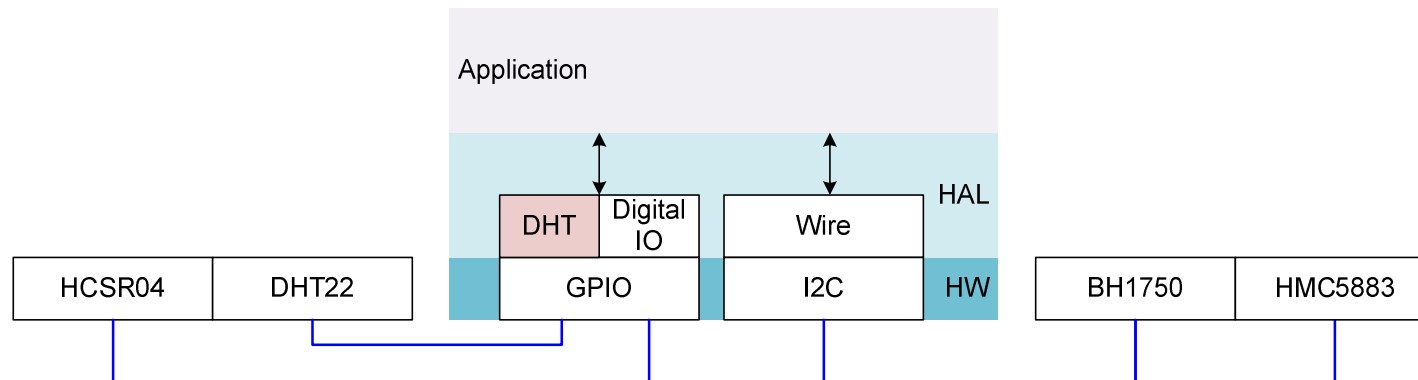 Application
HAL
DHT
Digital
IO
Wire
HCSR04
DHT22
GPIO
I2C
HW
BH1750
HMC5883